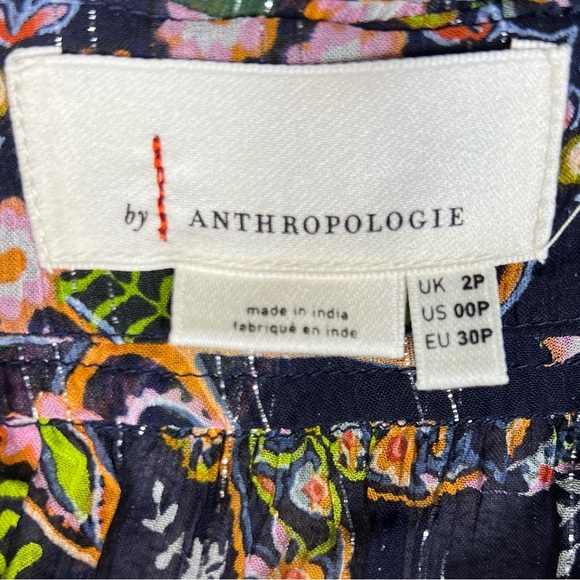 by ANTHROPOLOGIE
made in india
fabriqué en inde
UK 2P
US 00P
EU 30P